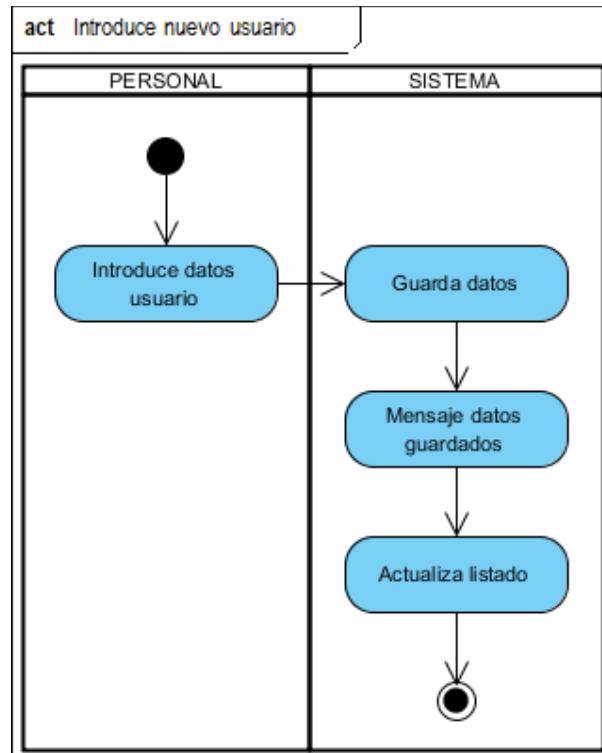 act Introduce nuevo usuario
PERSONAL
SISTEMA
Introduce datos
usuario
Guarda datos
Mensaje datos
guardados
Actualiza listado